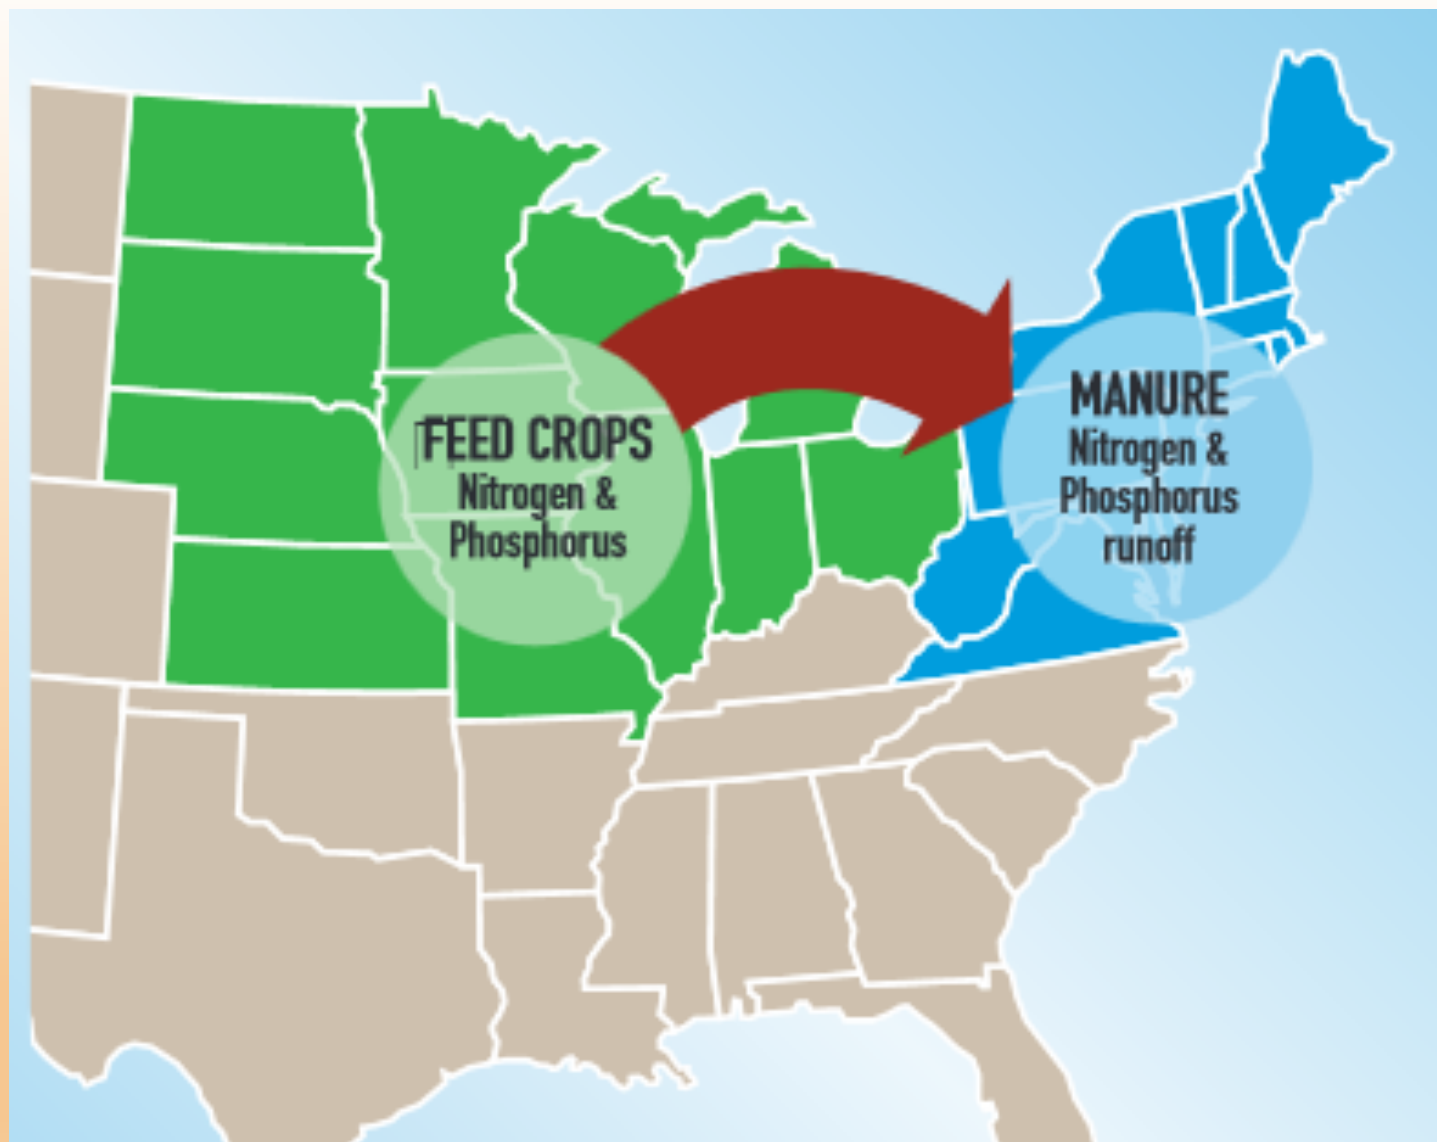 FEED CROPS
Nitrogen &
Phosphorus
MANURE
Nitrogen &
Phosphorus
runoff